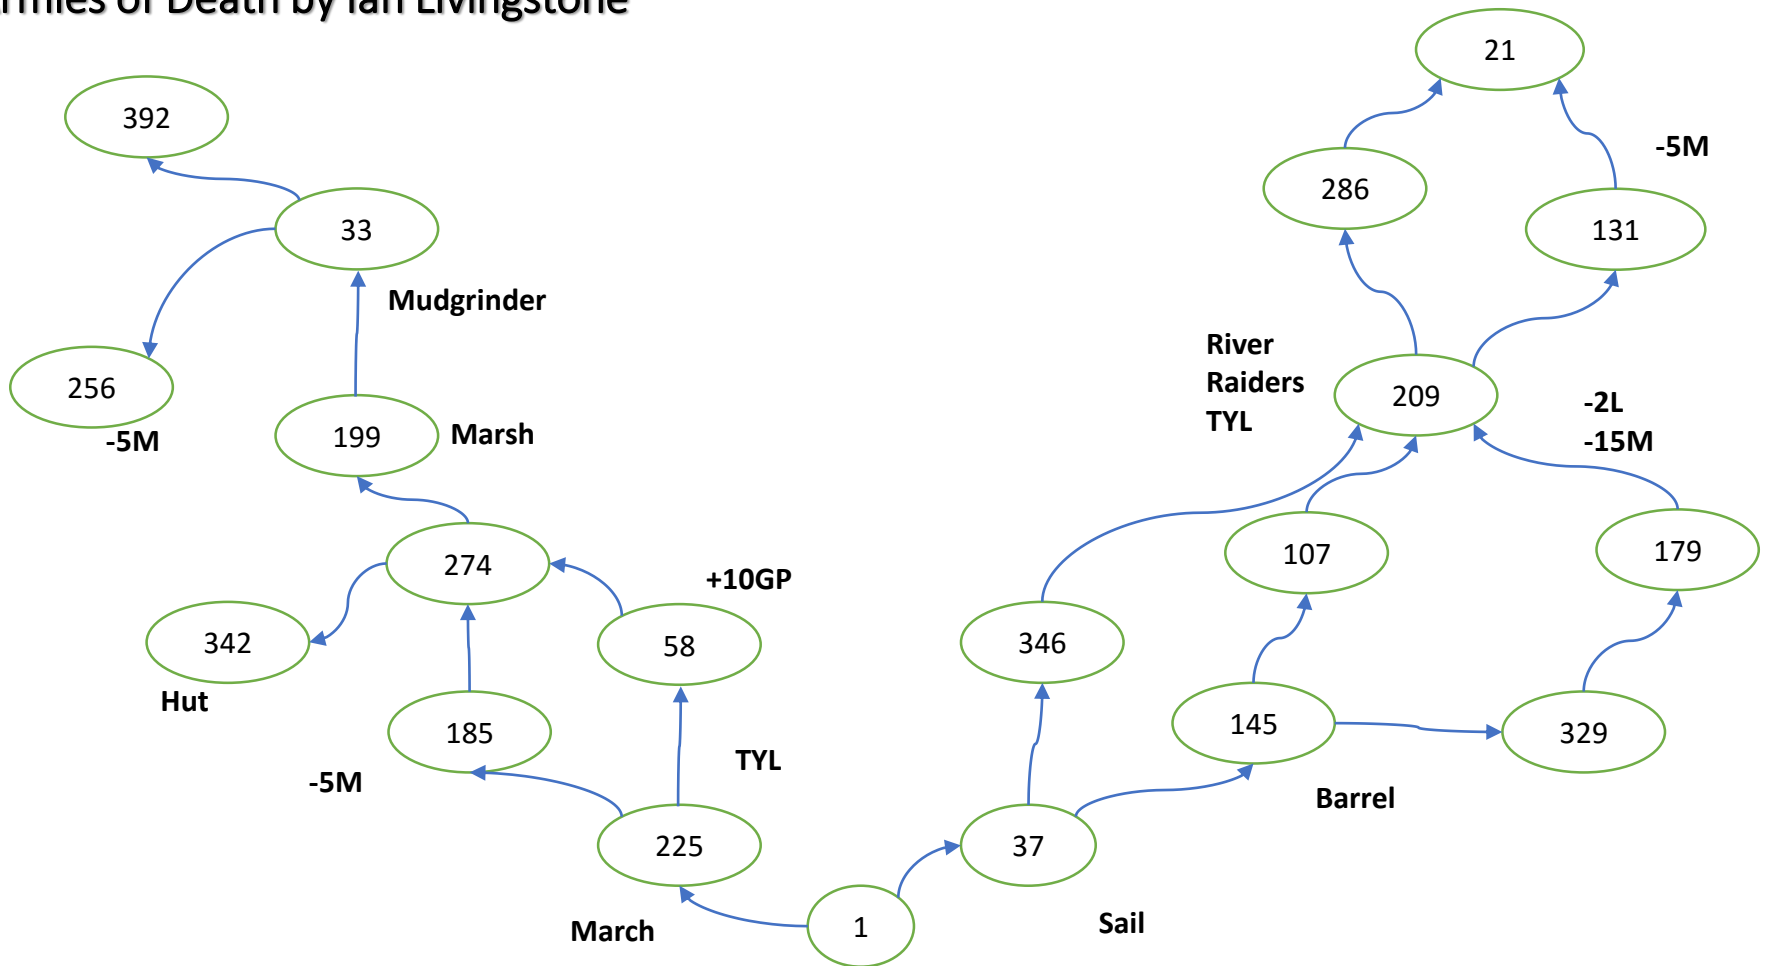 rmies of Death by Ian Livingstone
21
392
-5M
286
33
131
Mudgrinder
River
Raiders
TYL
256
209
-2L
-15M
-5M
199
Marsh
274
+10GP
107
179
342
58
346
Hut
185
145
329
TYL
-5M
Barrel
225
37
March
1
Sail